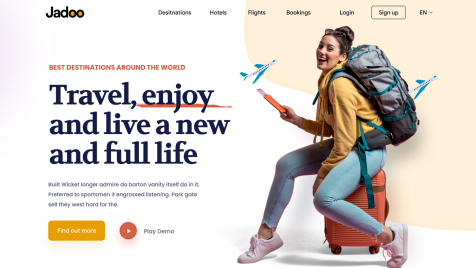 Jadoo
Desitnations Hotels Flights Bookings Login Sign up EN
BEST DESTINATIONS AROUND THE WORLD
Travel, enjoy
and live a new
and full life
Built Wicket longer admire do barton vanity itself do in it.
Preferred to sportsmen it engrossed listening. Park gate
sell they west hard for the.
Find out more
Play Demo